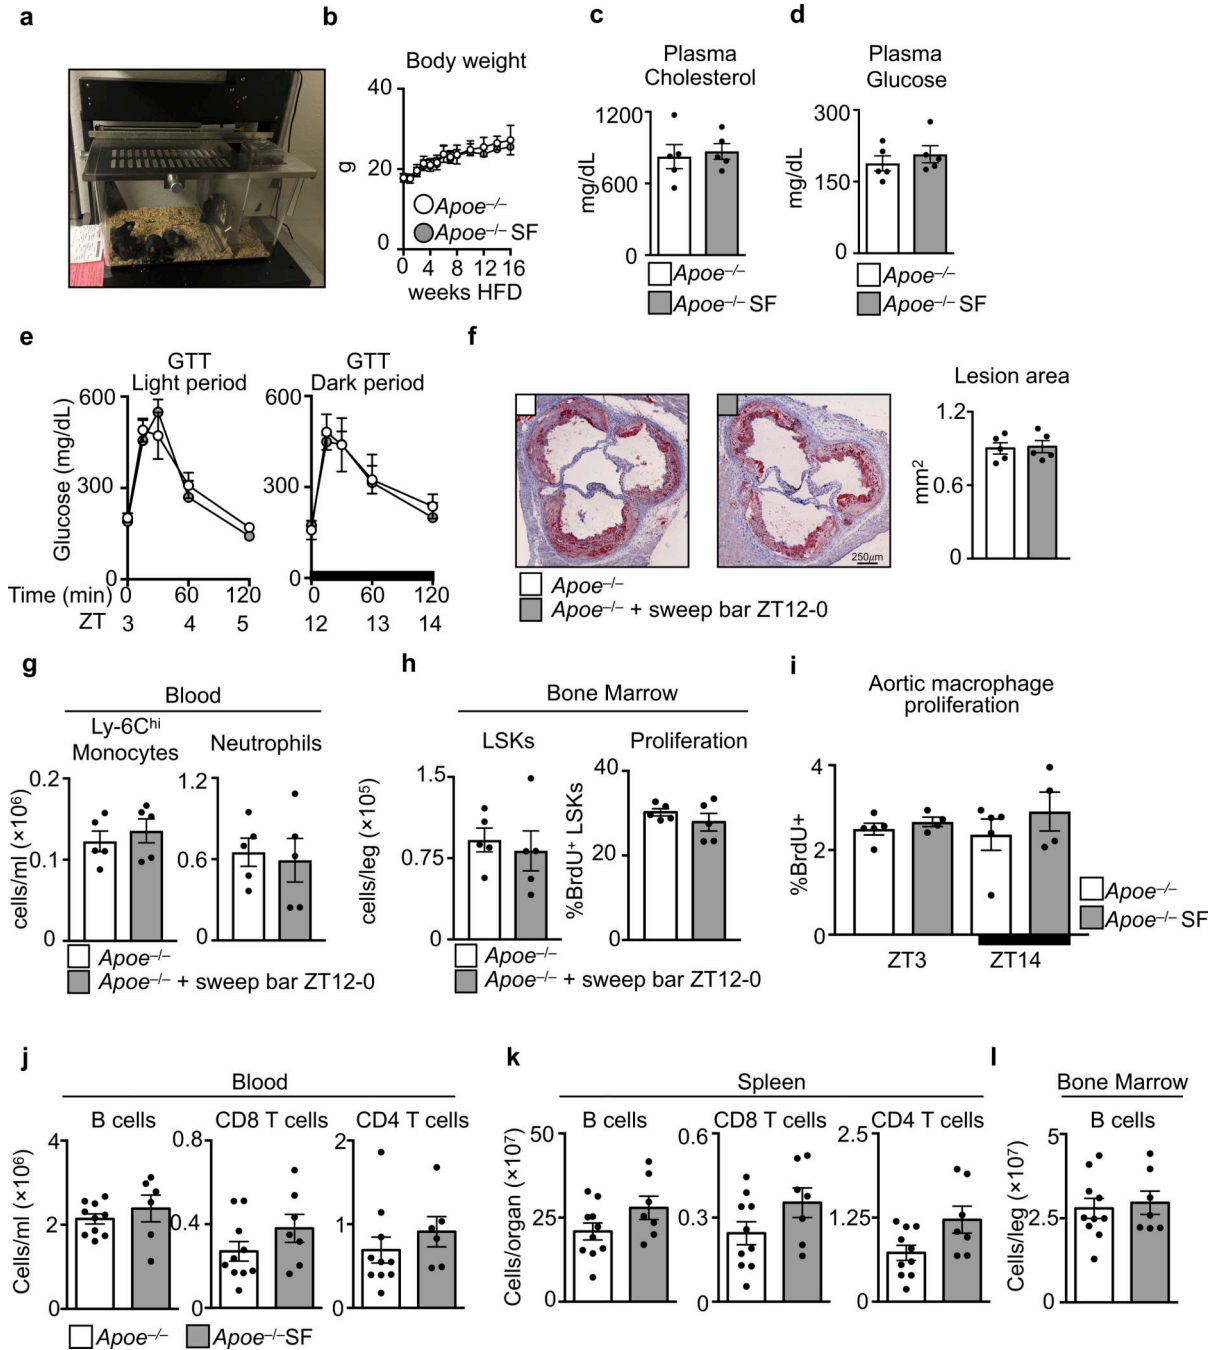 a
b
c
d
Body weight
40
20
0
g
Apoe–/–
Apoe–/– SF
0 4 8 12 16
weeks HFD
Plasma
Cholesterol
1200
600
0
mg/dL
Apoe–/–
Apoe–/– SF
Plasma
Glucose
300
150
0
mg/dL
Apoe–/–
Apoe–/– SF
e
GTT
Light period
GTT
Dark period
Glucose (mg/dL)
600
300
0
600
300
0
Time (min) 0 60 120 0 60 120
ZT 3 4 5 12 13 14
f
250μm
Apoe–/–
Apoe–/– + sweep bar ZT12-0
Lesion area
1.2
0.6
0
mm2
g
Blood
Ly-6Chi
Monocytes
Neutrophils
cells/ml (×10⁶)
0.2
0.1
0
1.2
0.6
0
Apoe–/–
Apoe–/– + sweep bar ZT12-0
h
Bone Marrow
LSKs
Proliferation
cells/leg (×10⁵)
1.5
0.75
0
%BrdU+ LSKs
40
20
0
Apoe–/–
Apoe–/– + sweep bar ZT12-0
i
Aortic macrophage
proliferation
%BrdU+
4
2
0
ZT3 ZT14
Apoe–/–
Apoe–/– SF
j
Blood
B cells
CD8 T cells
CD4 T cells
Cells/ml (×10⁶)
4
2
0
0.8
0.4
0
2
1
0
Apoe–/–
Apoe–/–SF
k
Spleen
B cells
CD8 T cells
CD4 T cells
Cells/organ (×10⁷)
50
25
0
0.6
0.3
0
2.5
1.25
0
l
Bone Marrow
B cells
Cells/leg (×10⁷)
5
2.5
0